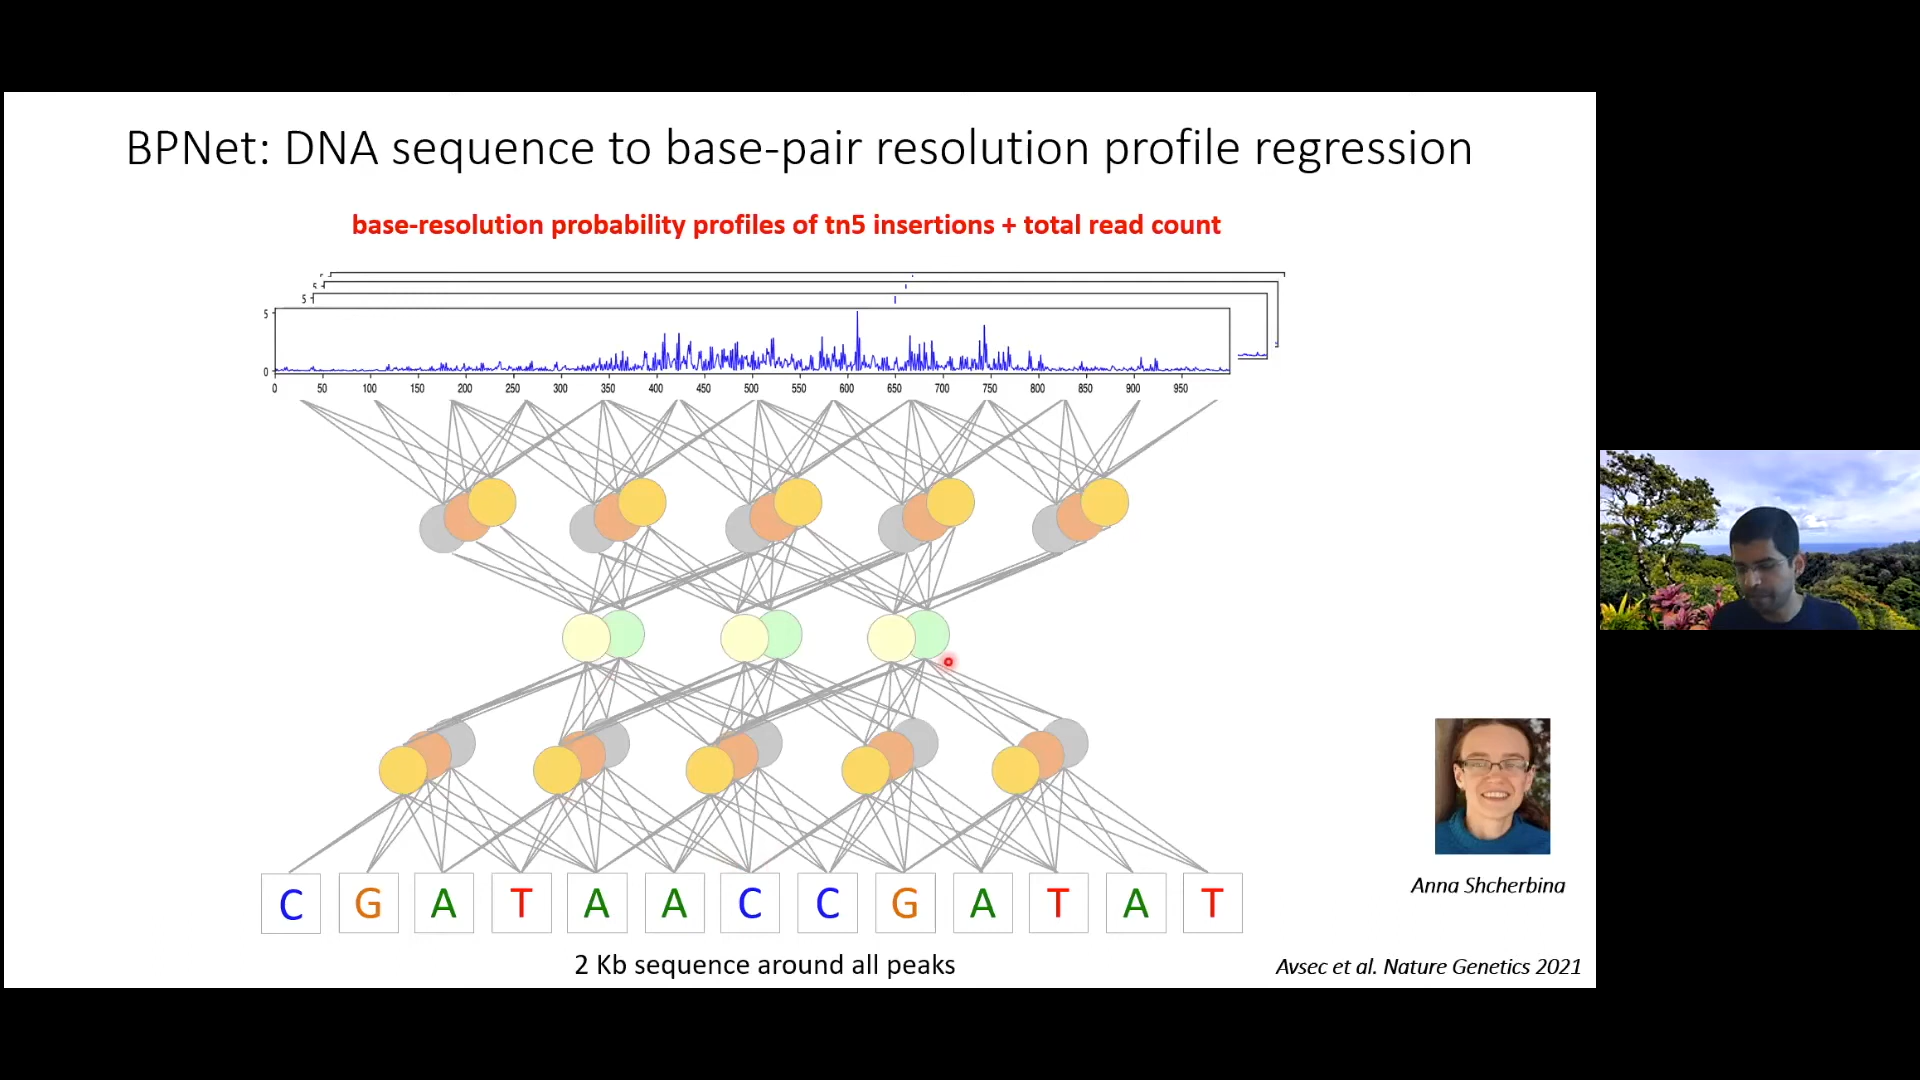 BPNet: DNA sequence to base-pair resolution profile regression
base-resolution probability profiles of tn5 insertions + total read count
5
5
5
0
0 50 100 150 200 250 300 350 400 450 500 550 600 650 700 750 800 850 900 950
C G A T A A C C G A T A T
2 Kb sequence around all peaks
Anna Shcherbina
Avsec et al. Nature Genetics 2021